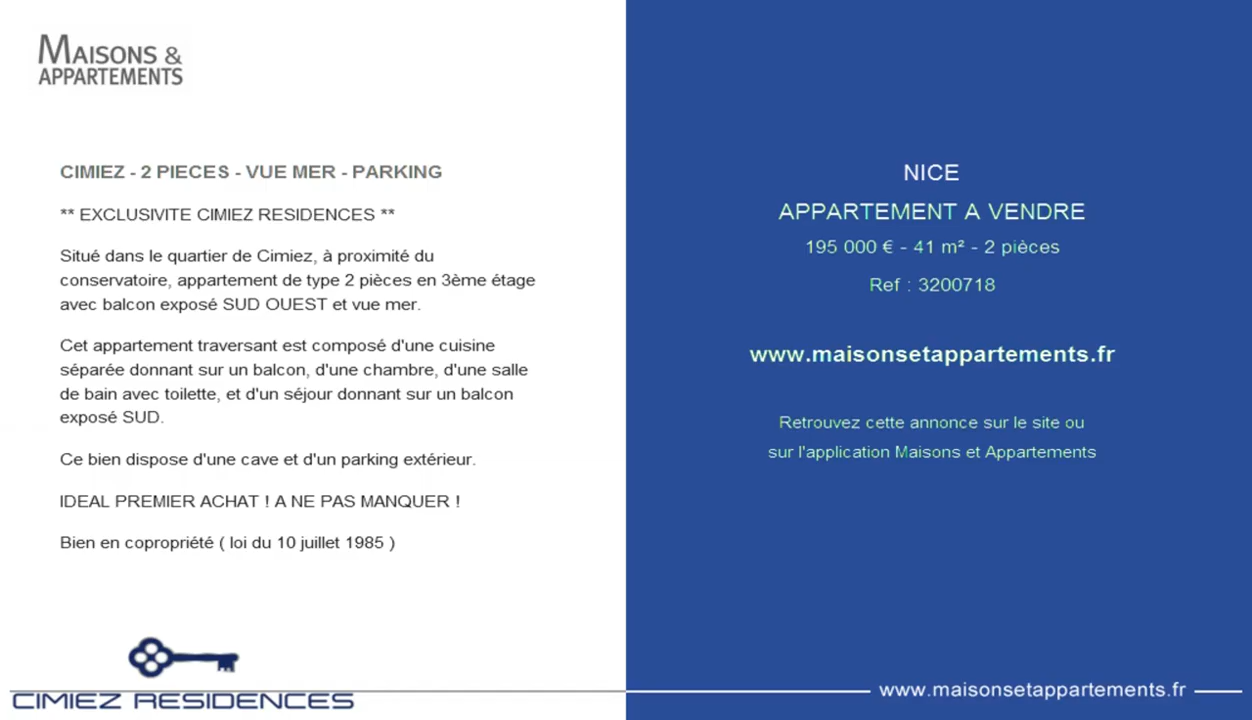 MAISONS &
APPARTEMENTS
CIMIEZ - 2 PIECES - VUE MER - PARKING
** EXCLUSIVITE CIMIEZ RESIDENCES **
Situé dans le quartier de Cimiez, à proximité du
conservatoire, appartement de type 2 pièces en 3ème étage
avec balcon exposé SUD OUEST et vue mer.
Cet appartement traversant est composé d'une cuisine
séparée donnant sur un balcon, d'une chambre, d'une salle
de bain avec toilette, et d'un séjour donnant sur un balcon
exposé SUD.
Ce bien dispose d'une cave et d'un parking extérieur.
IDEAL PREMIER ACHAT ! A NE PAS MANQUER !
Bien en copropriété ( loi du 10 juillet 1985 )
CIMIEZ RESIDENCES
NICE
APPARTEMENT A VENDRE
195 000 € - 41 m² - 2 pièces
Ref : 3200718
www.maisonsetappartements.fr
Retrouvez cette annonce sur le site ou
sur l'application Maisons et Appartements
www.maisonsetappartements.fr